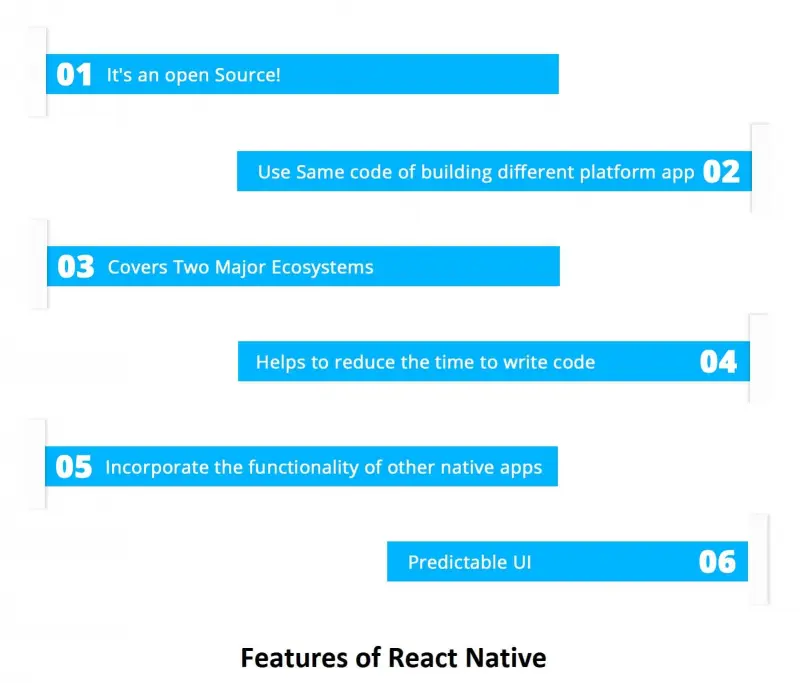 01 It's an open Source!
Use Same code of building different platform app 02
03 Covers Two Major Ecosystems
Helps to reduce the time to write code 04
05 Incorporate the functionality of other native apps
Predictable UI 06
Features of React Native